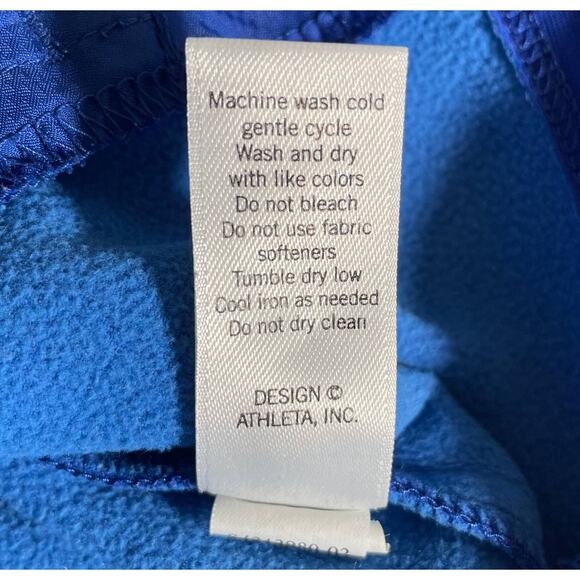 Machine wash cold
gentle cycle
Wash and dry
with like colors
Do not bleach
Do not use fabric
softeners
Tumble dry low
Cool iron as needed
Do not dry clean
DESIGN ©
ATHLETA, INC.